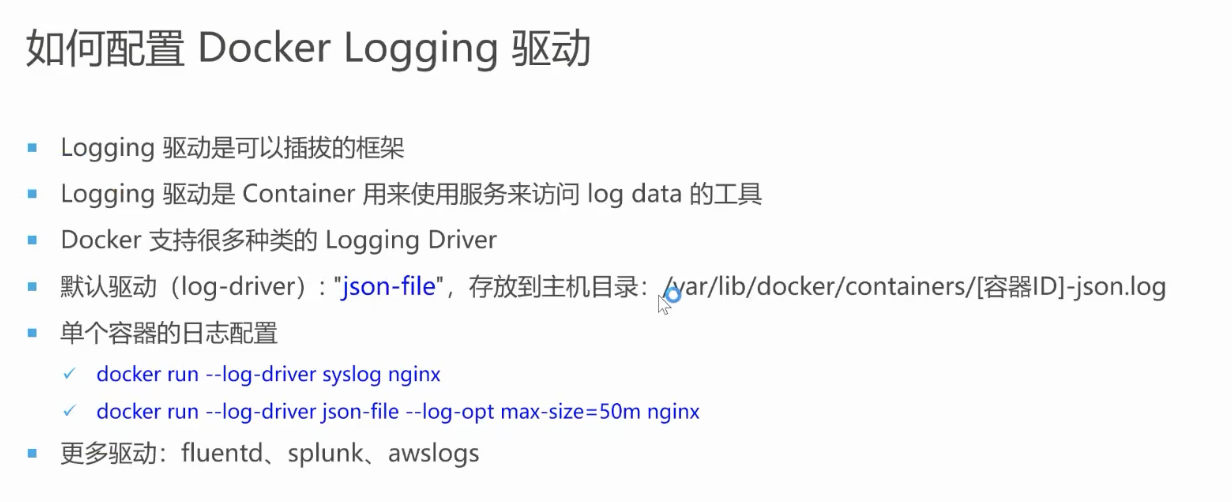 如何配置 Docker Logging 驱动
Logging 驱动是可以插拔的框架
Logging 驱动是 Container 用来使用服务来访问 log data 的工具
Docker 支持很多种类的 Logging Driver
默认驱动（log-driver）: "json-file"，存放到主机目录：/var/lib/docker/containers/[容器ID]-json.log
单个容器的日志配置
docker run --log-driver syslog nginx
docker run --log-driver json-file --log-opt max-size=50m nginx
更多驱动：fluentd、splunk、awslogs